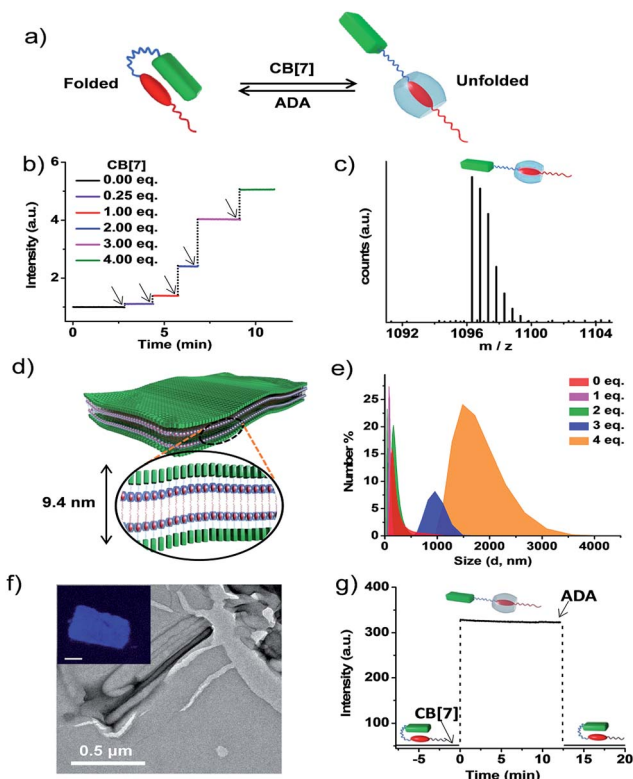 a)
Folded
CB[7]
ADA
Unfolded
b)
CB[7]
0.00 eq.
0.25 eq.
1.00 eq.
2.00 eq.
3.00 eq.
4.00 eq.
Intensity (a.u.)
5
3
1
0
5
10
Time (min)
c)
counts (a.u.)
1092
1096
1100
1104
m / z
d)
9.4 nm
e)
0 eq.
1 eq.
2 eq.
3 eq.
4 eq.
Number %
30
25
20
15
10
5
0
0
1000
2000
3000
4000
Size (d, nm)
f)
0.5 µm
g)
ADA
CB[7]
Intensity (a.u.)
400
300
200
100
-5
0
5
10
15
20
Time (min)